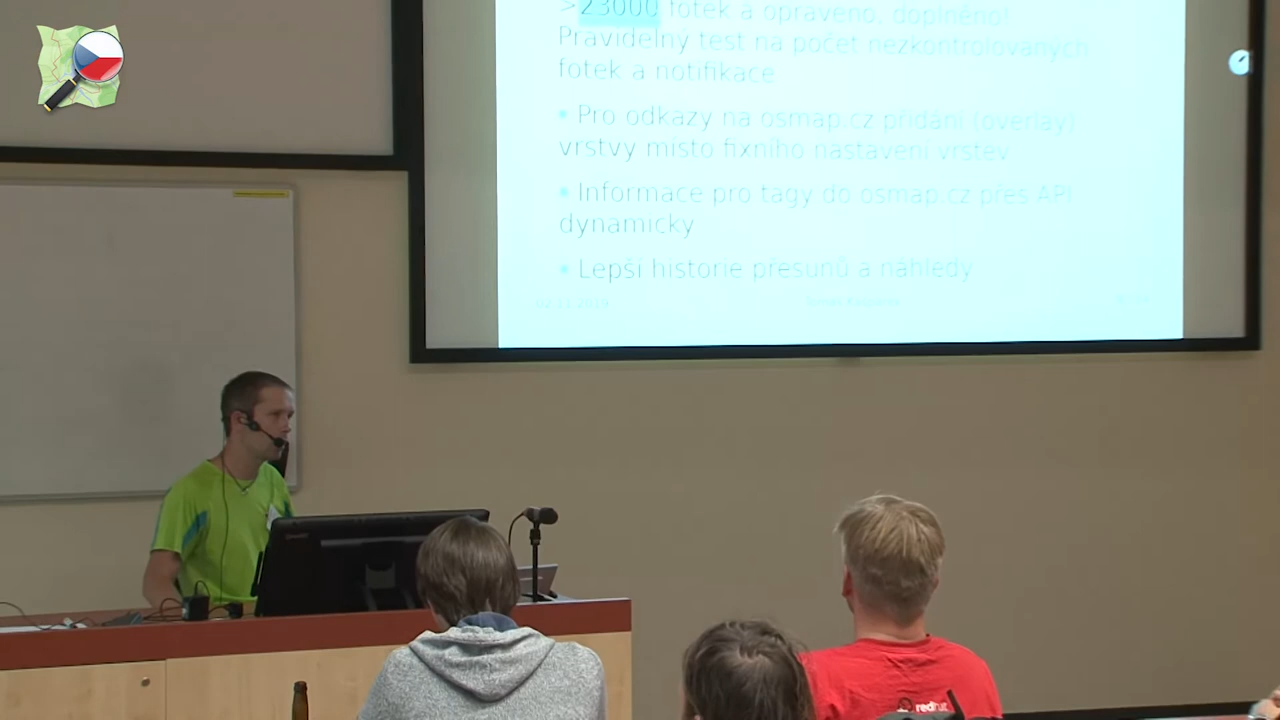 >23000 fotek a opraveno, doplněno!
Pravidelný test na počet nezkontrolovaných
fotek a notifikace
• Pro odkazy na osmap.cz přidání (overlay)
vrstvy místo fixního nastavení vrstev
• Informace pro tagy do osmap.cz přes API
dynamicky
• Lepší historie přesunů a náhledy